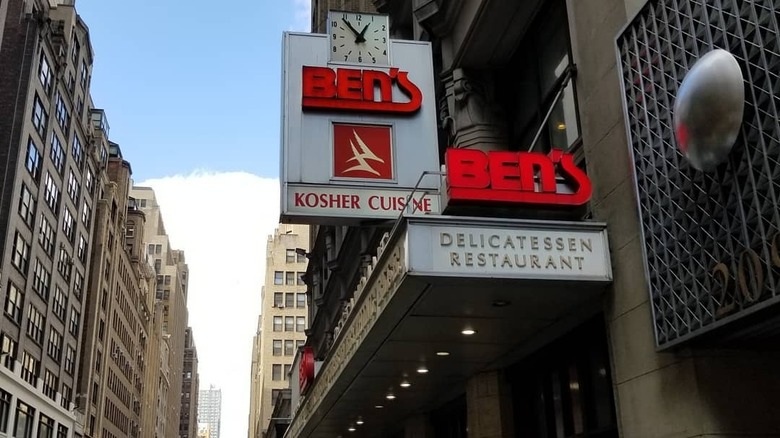 BEN'S
KOSHER CUISINE
BEN'S
DELICATESSEN
RESTAURANT